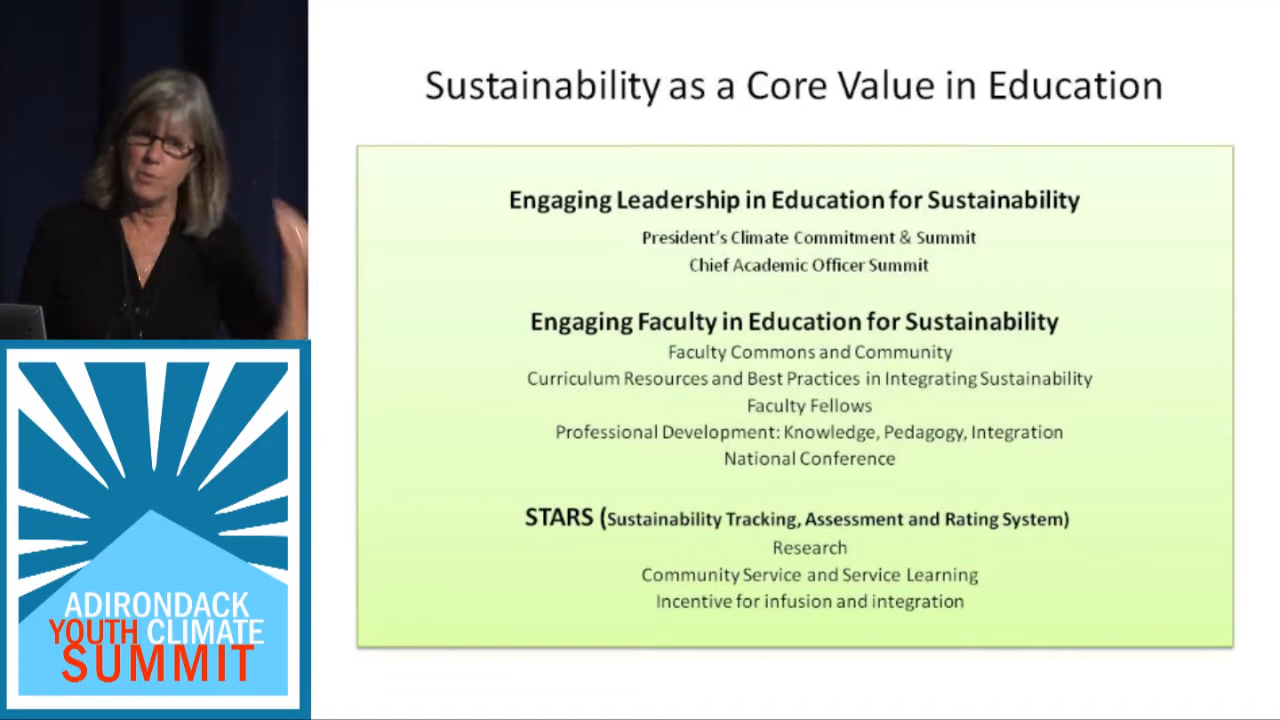 Sustainability as a Core Value in Education
Engaging Leadership in Education for Sustainability
President's Climate Commitment & Summit
Chief Academic Officer Summit
Engaging Faculty in Education for Sustainability
Faculty Commons and Community
Curriculum Resources and Best Practices in Integrating Sustainability
Faculty Fellows
Professional Development: Knowledge, Pedagogy, Integration
National Conference
STARS (Sustainability Tracking, Assessment and Rating System)
Research
Community Service and Service Learning
Incentive for infusion and integration
ADIRONDACK
YOUTH CLIMATE
SUMMIT